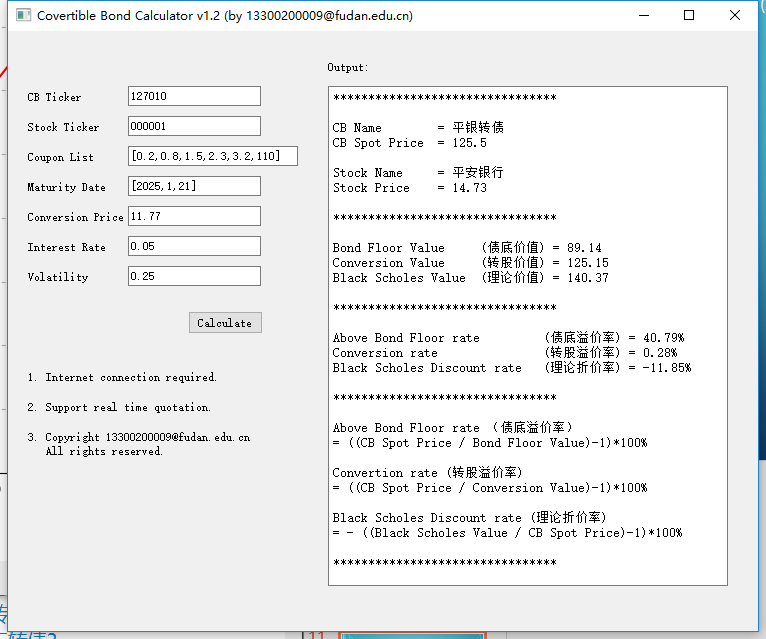 Covertible Bond Calculator v1.2 (by 13300200009@fudan.edu.cn)
Output:
CB Ticker 127010
Stock Ticker 000001
Coupon List [0.2,0.8,1.5,2.3,3.2,110]
Maturity Date [2025,1,21]
Conversion Price 11.77
Interest Rate 0.05
Volatility 0.25
Calculate
1. Internet connection required.
2. Support real time quotation.
3. Copyright 13300200009@fudan.edu.cn
All rights reserved.
********************************
CB Name = 平银转债
CB Spot Price = 125.5
Stock Name = 平安银行
Stock Price = 14.73
********************************
Bond Floor Value (债底价值) = 89.14
Conversion Value (转股价值) = 125.15
Black Scholes Value (理论价值) = 140.37
********************************
Above Bond Floor rate (债底溢价率) = 40.79%
Conversion rate (转股溢价率) = 0.28%
Black Scholes Discount rate (理论折价率) = -11.85%
********************************
Above Bond Floor rate (债底溢价率)
= ((CB Spot Price / Bond Floor Value)-1)*100%
Convertion rate (转股溢价率)
= ((CB Spot Price / Conversion Value)-1)*100%
Black Scholes Discount rate (理论折价率)
= - ((Black Scholes Value / CB Spot Price)-1)*100%
********************************
11